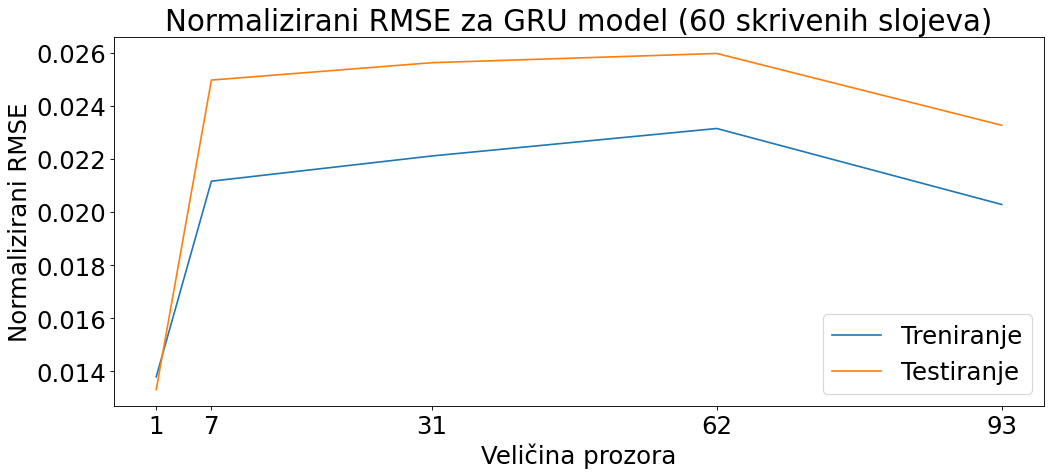 Normalizirani RMSE za GRU model (60 skrivenih slojeva)
Normalizirani RMSE
0.026
0.024
0.022
0.020
0.018
0.016
0.014
Treniranje
Testiranje
1 7 31 62 93
Veličina prozora